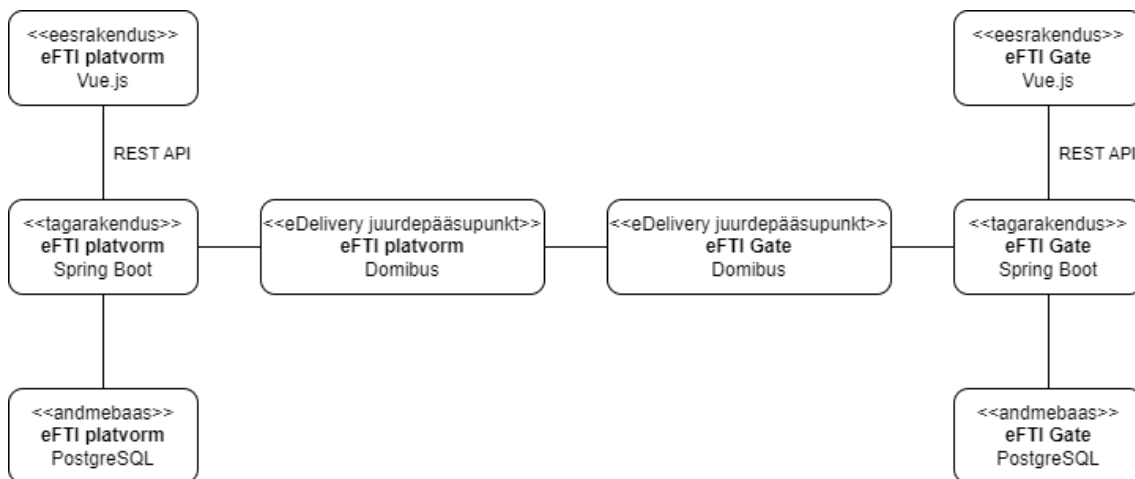 <<eesrakendus>>
eFTI platvorm
Vue.js
<<eesrakendus>>
eFTI Gate
Vue.js
REST API
REST API
<<tagarakendus>>
eFTI platvorm
Spring Boot
<<eDelivery juurdepääsupunkt>>
eFTI platvorm
Domibus
<<eDelivery juurdepääsupunkt>>
eFTI Gate
Domibus
<<tagarakendus>>
eFTI Gate
Spring Boot
<<andmebaas>>
eFTI platvorm
PostgreSQL
<<andmebaas>>
eFTI Gate
PostgreSQL